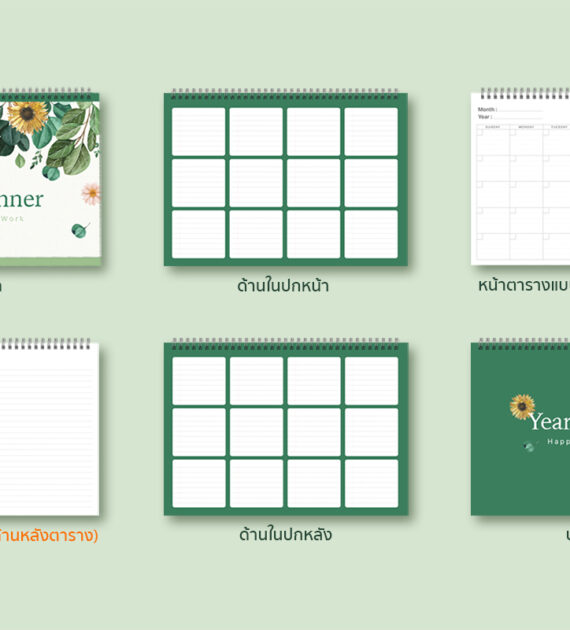 nner
Work
Month :
Year :
SUNDAY MONDAY TUESDAY
ด้านในปกหน้า
หน้าตารางแบ
Year
Happ
ด้านหลังตาราง)
ด้านในปกหลัง